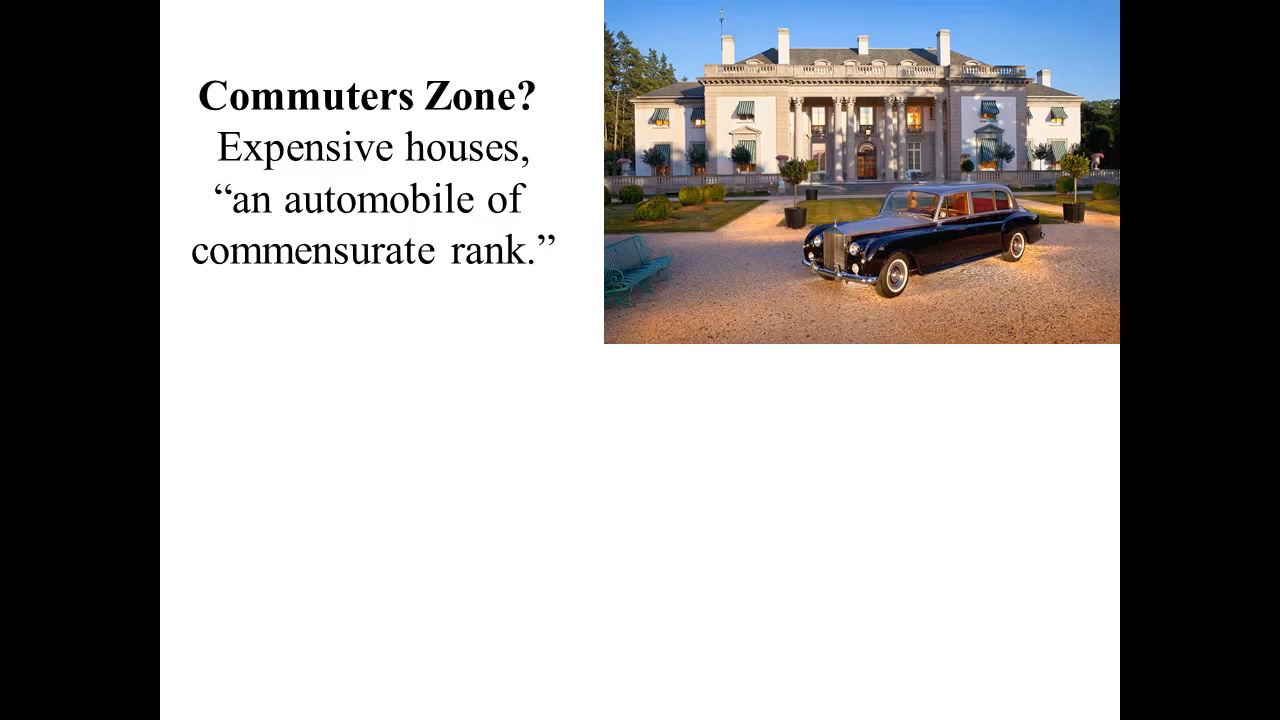 Commuters Zone?
Expensive houses,
“an automobile of
commensurate rank.”